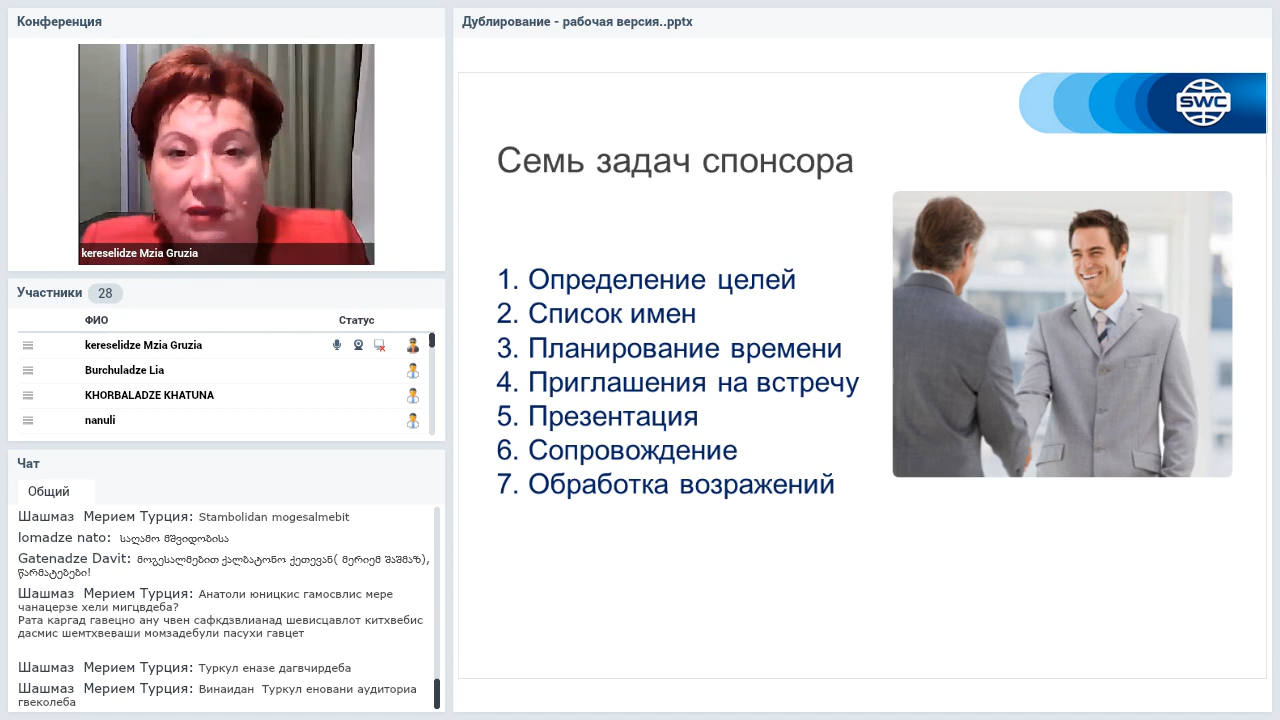 Конференция
kereselidze Mzia Gruzia
Участники 28
ФИО Статус
kereselidze Mzia Gruzia
Burchuladze Lia
KHORBALADZE KHATUNA
nanuli
Чат
Общий
Шашмаз Мерием Турция: Stambolidan mogesalmebit
lomadze nato: საღამო მშვიდობისა
Gatenadze Davit: მოგესალმებით ქალბატონო ქეთევან( მერიემ შაშმაზ),
წარმატებები!
Шашмаз Мерием Турция: Анатоли юницкис гамосвлис мере
чанацерзе хели мигцвдеба?
Рата каргад гавецно ану чвен сафкдзвлианад шевисцавлот китхвебис
дасмис шемтхвеваши момзадебули пасухи гавцет
Шашмаз Мерием Турция: Туркул еназе дагвчирдеба
Шашмаз Мерием Турция: Винаидан Туркул еновани аудиториа
гвеколеба
Дублирование - рабочая версия..pptx
SWC
Семь задач спонсора
1. Определение целей
2. Список имен
3. Планирование времени
4. Приглашения на встречу
5. Презентация
6. Сопровождение
7. Обработка возражений